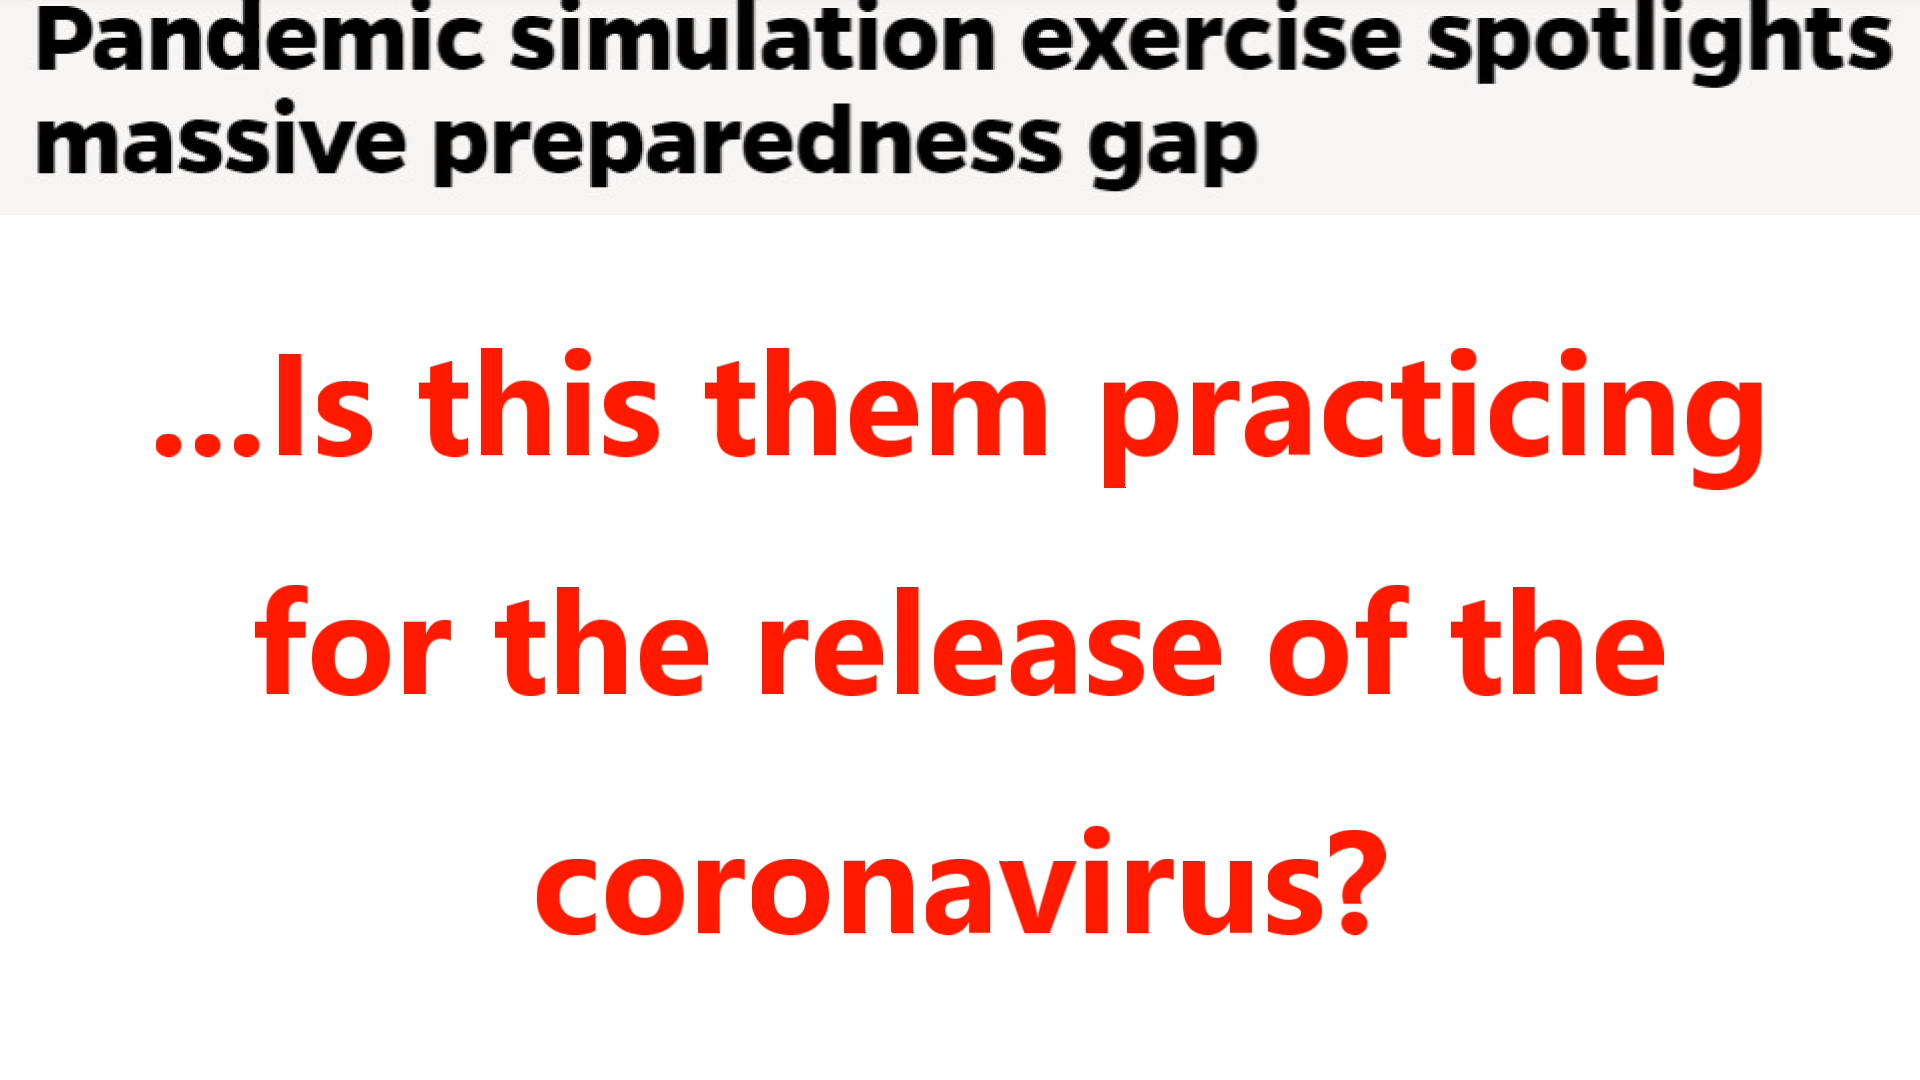 Pandemic simulation exercise spotlights
massive preparedness gap
...Is this them practicing
for the release of the
coronavirus?